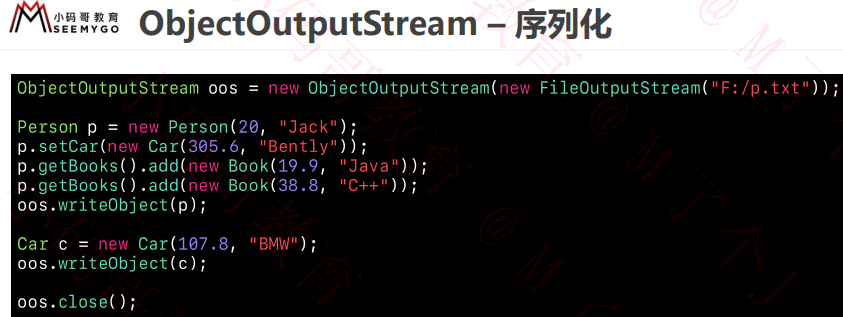 小码哥教育
SEEMYGO
ObjectOutputStream – 序列化
ObjectOutputStream oos = new ObjectOutputStream(new FileOutputStream("F:/p.txt"));
Person p = new Person(20, "Jack");
p.setCar(new Car(305.6, "Bently"));
p.getBooks().add(new Book(19.9, "Java"));
p.getBooks().add(new Book(38.8, "C++"));
oos.writeObject(p);
Car c = new Car(107.8, "BMW");
oos.writeObject(c);
oos.close();